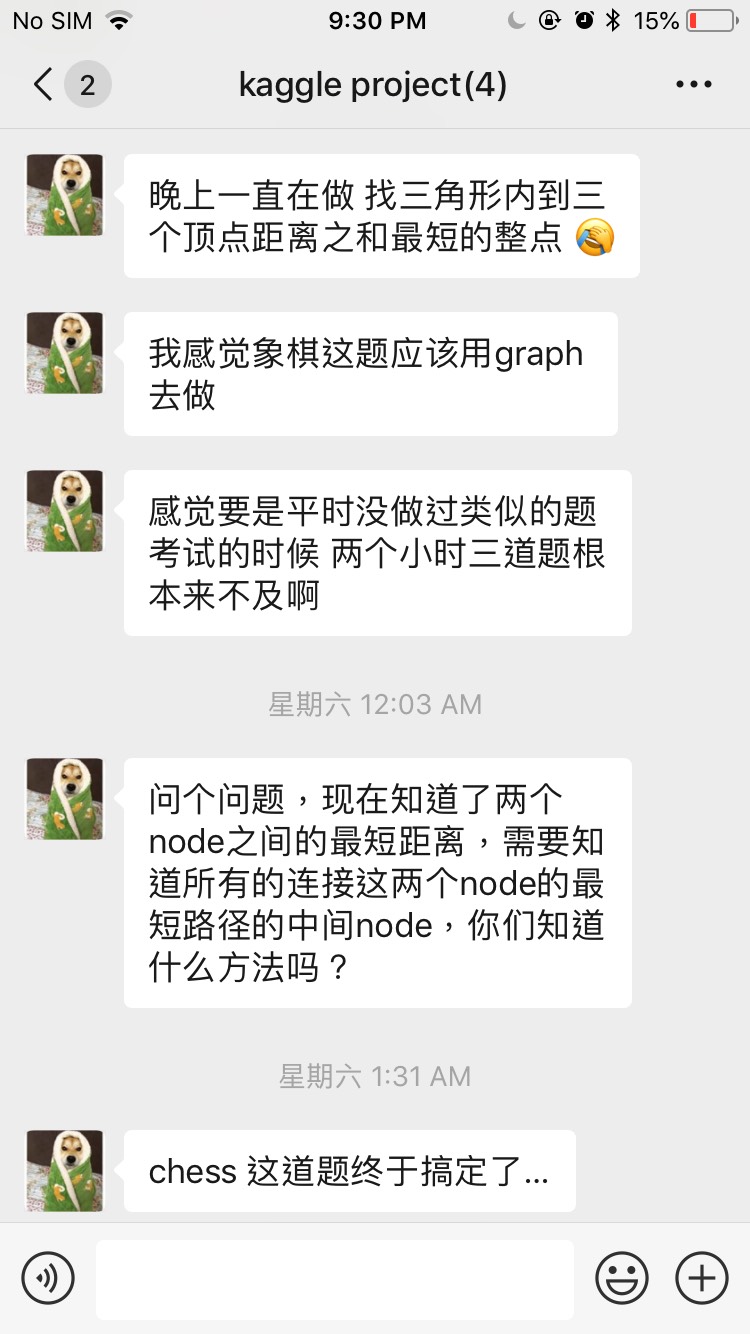 No SIM 9:30 PM 15%
2 kaggle project(4)
晚上一直在做 找三角形内到三
个顶点距离之和最短的整点 🤣
我感觉象棋这题应该用graph
去做
感觉要是平时没做过类似的题
考试的时候 两个小时三道题根
本来不及啊
星期六 12:03 AM
问个问题，现在知道了两个
node之间的最短距离，需要知
道所有的连接这两个node的最
短路径的中间node，你们知道
什么方法吗？
星期六 1:31 AM
chess 这道题终于搞定了...